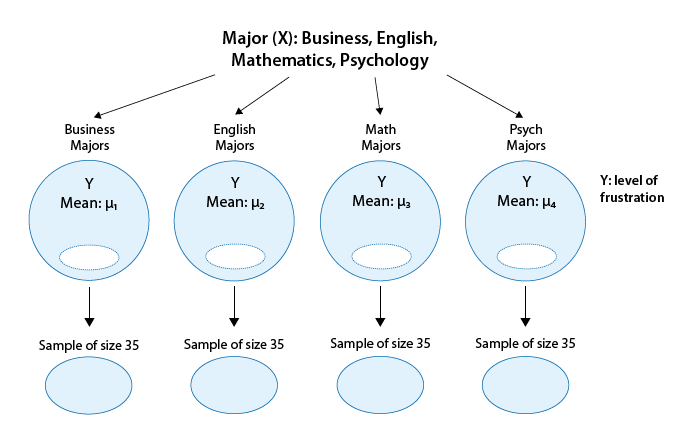 Major (X): Business, English,
Mathematics, Psychology
Business
Majors
English
Majors
Math
Majors
Psych
Majors
Y
Mean: μ₁
Y
Mean: μ₂
Y
Mean: μ₃
Y
Mean: μ₄
Y: level of
frustration
Sample of size 35
Sample of size 35
Sample of size 35
Sample of size 35